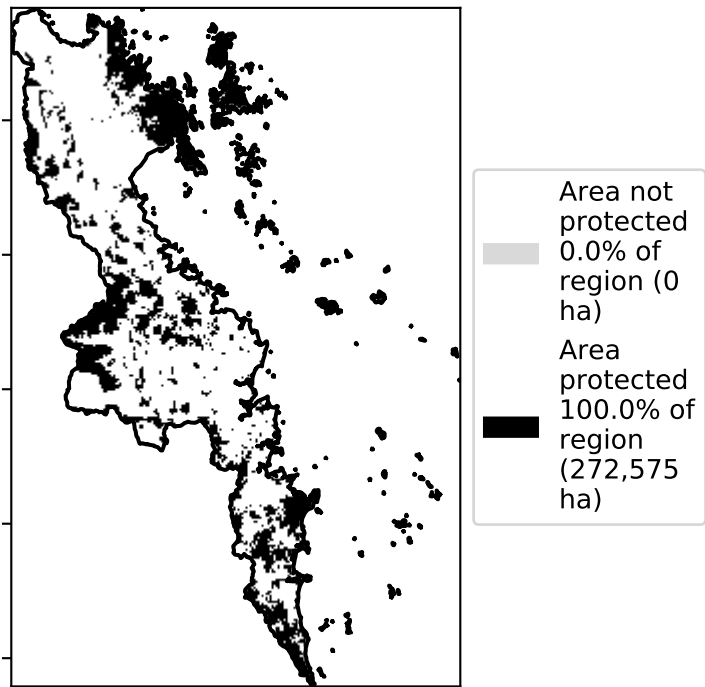 Area not
protected
0.0% of
region (0
ha)
Area
protected
100.0% of
region
(272,575
ha)